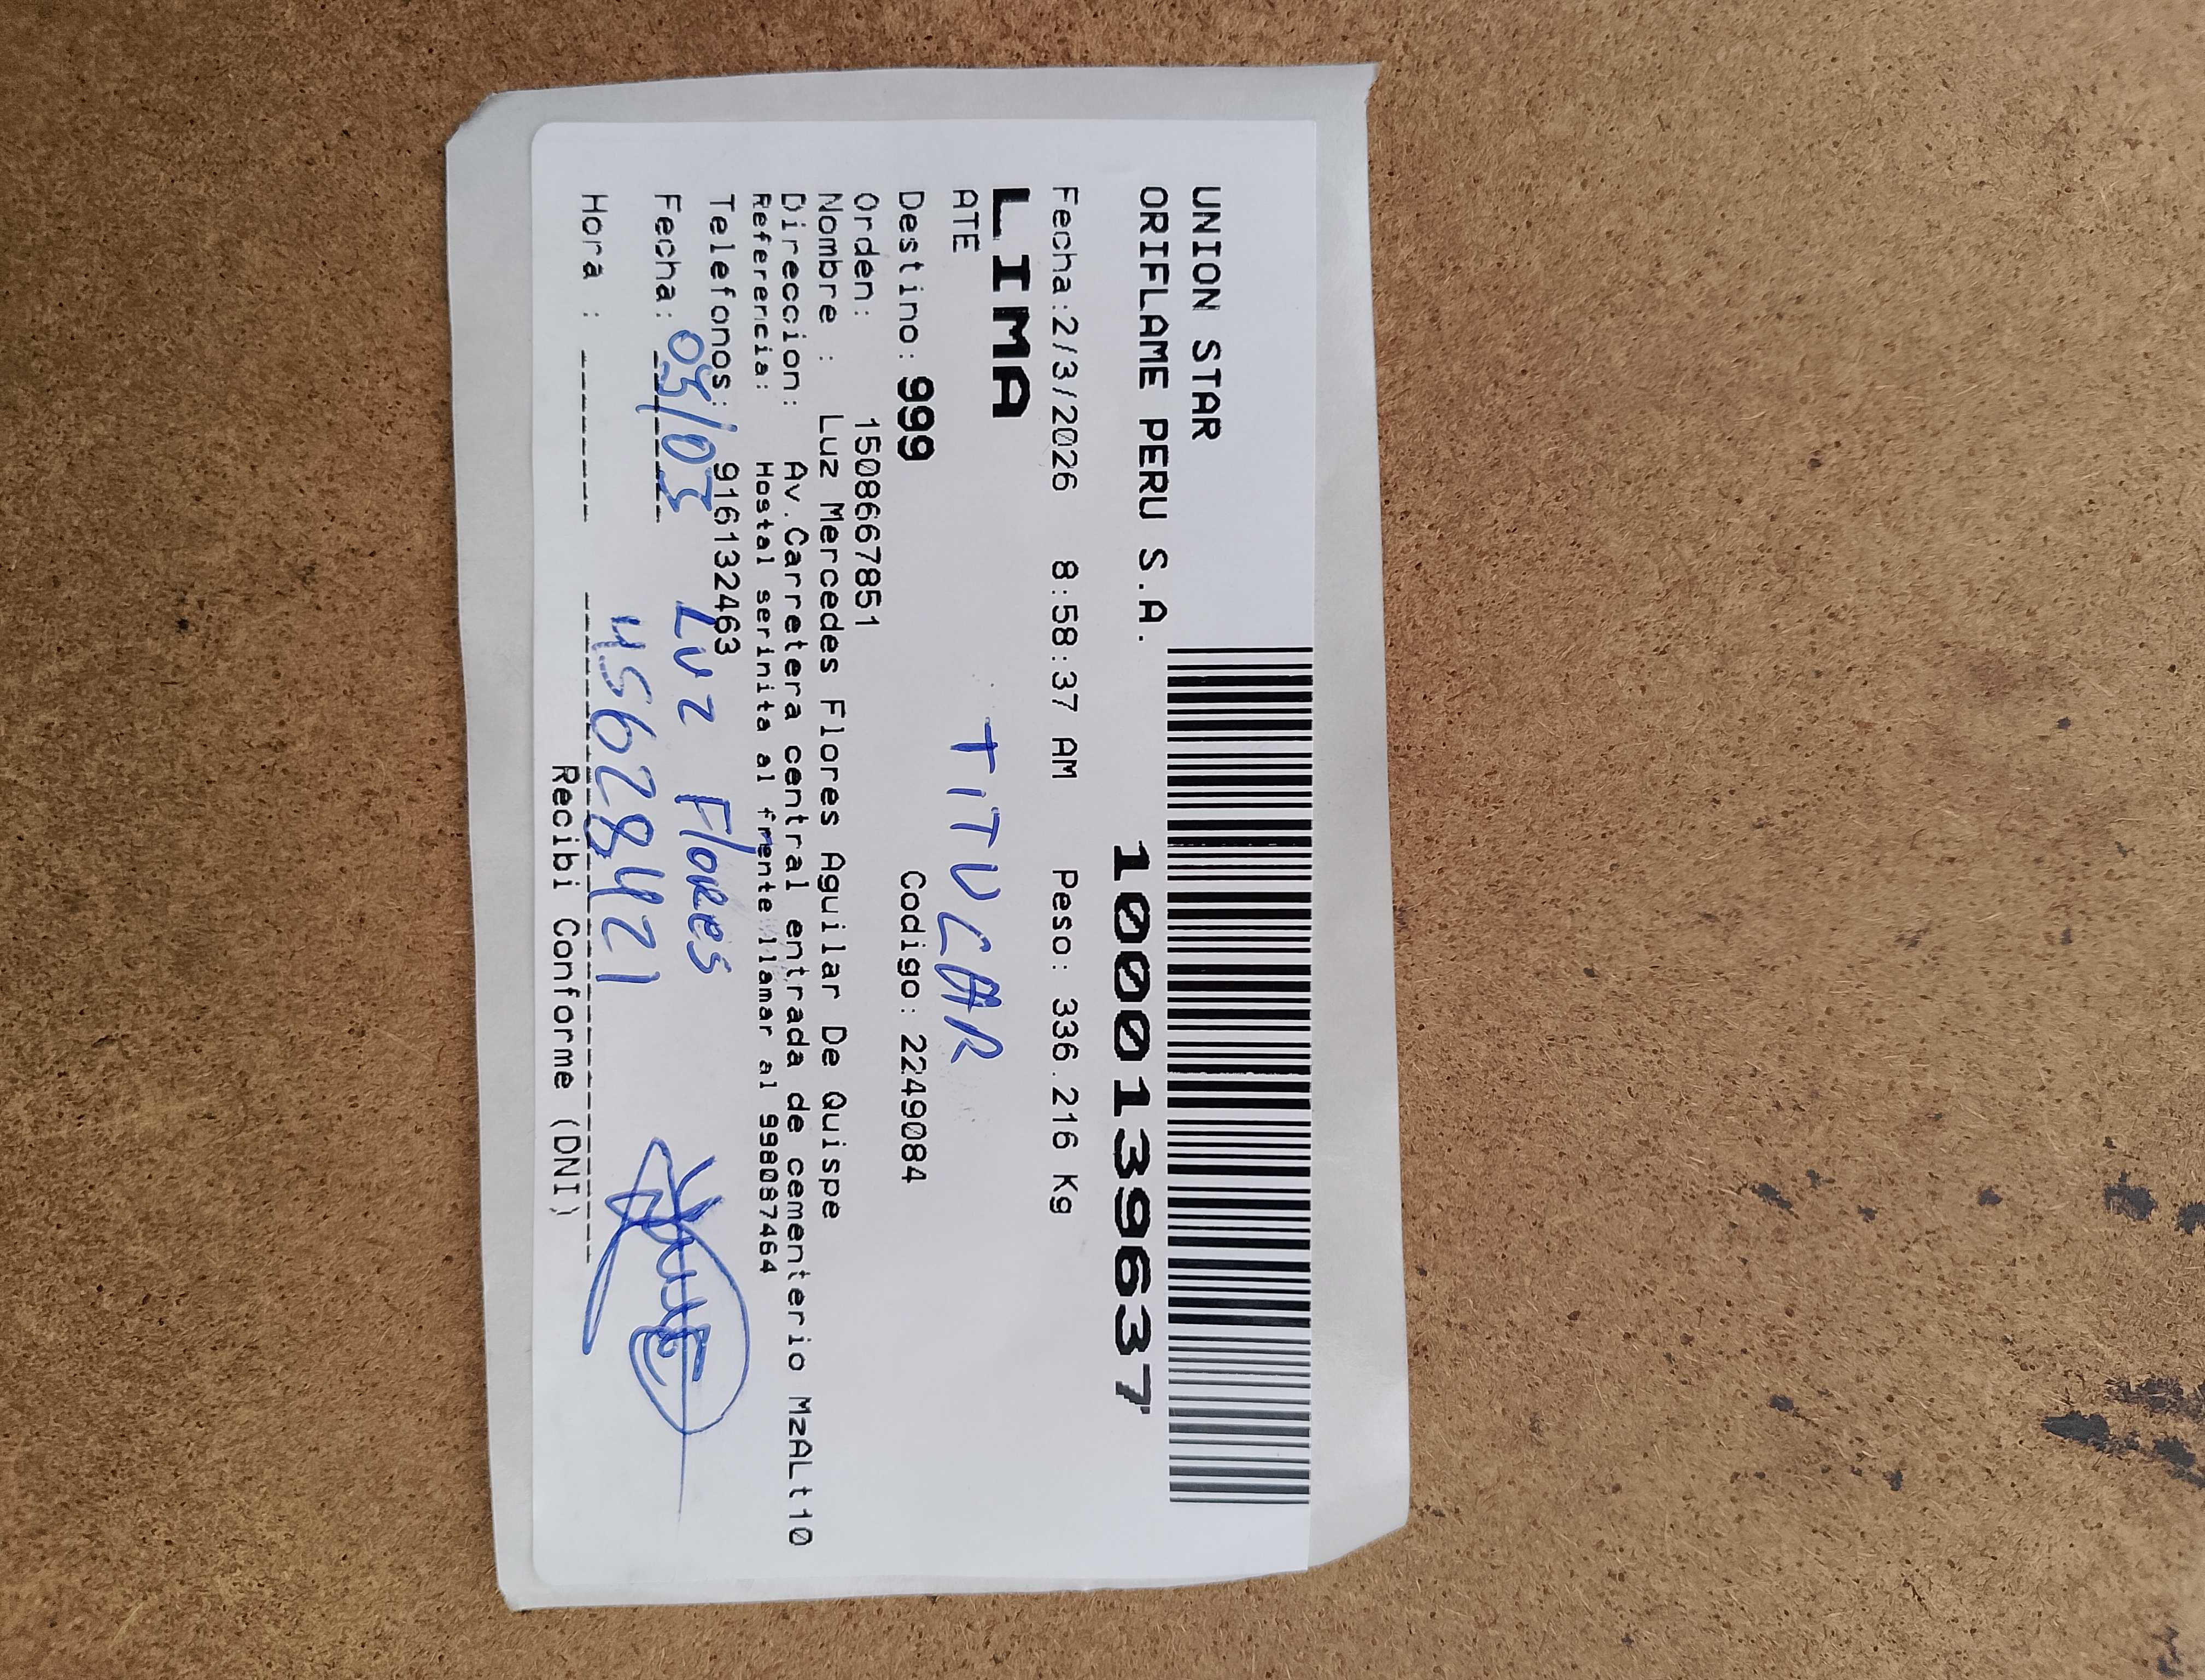 UNION STAR
ORIFLAME PERU S.A.
1000139637
Fecha:2/3/2026 8:58:37 AM Peso: 336.216 Kg
LIMA
ATE
TITULAR
Destino: 999 Codigo: 2249084
Orden: 1508667851
Nombre : Luz Mercedes Flores Aguilar De Quispe
Direccion: Av.Carretera central entrada de cementerio MzALt10
Referencia: Hostal serinita al frente llamar al 998087464
Telefonos: 916132463
Fecha: 05/03 Luz Flores
Hora : 45628421
Recibi Conforme (DNI)